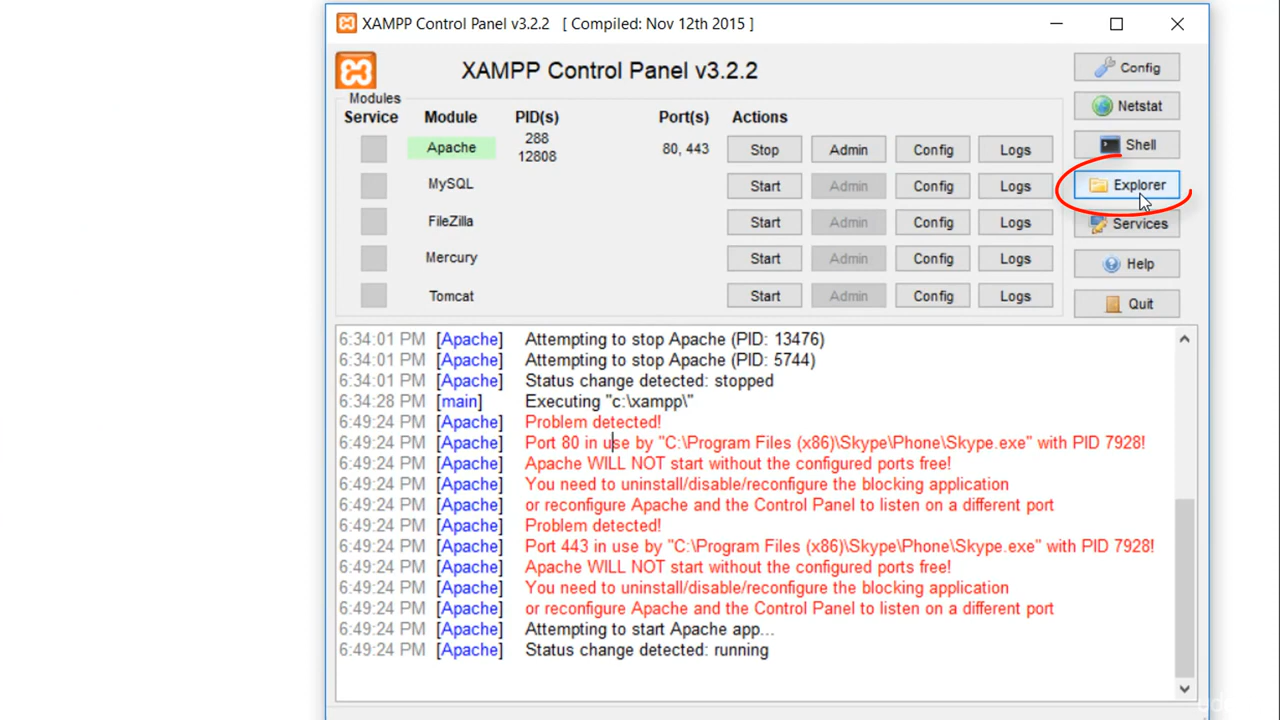 XAMPP Control Panel v3.2.2 [ Compiled: Nov 12th 2015 ]
XAMPP Control Panel v3.2.2
Config
Modules
Service Module PID(s) Port(s) Actions
Netstat
Apache 288 12808 80, 443 Stop Admin Config Logs
Shell
MySQL Start Admin Config Logs
Explorer
FileZilla Start Admin Config Logs
Services
Mercury Start Admin Config Logs
Help
Tomcat Start Admin Config Logs
Quit
6:34:01 PM [Apache] Attempting to stop Apache (PID: 13476)
6:34:01 PM [Apache] Attempting to stop Apache (PID: 5744)
6:34:01 PM [Apache] Status change detected: stopped
6:34:28 PM [main] Executing "c:\xampp\"
6:49:24 PM [Apache] Problem detected!
6:49:24 PM [Apache] Port 80 in use by "C:\Program Files (x86)\Skype\Phone\Skype.exe" with PID 7928!
6:49:24 PM [Apache] Apache WILL NOT start without the configured ports free!
6:49:24 PM [Apache] You need to uninstall/disable/reconfigure the blocking application
6:49:24 PM [Apache] or reconfigure Apache and the Control Panel to listen on a different port
6:49:24 PM [Apache] Problem detected!
6:49:24 PM [Apache] Port 443 in use by "C:\Program Files (x86)\Skype\Phone\Skype.exe" with PID 7928!
6:49:24 PM [Apache] Apache WILL NOT start without the configured ports free!
6:49:24 PM [Apache] You need to uninstall/disable/reconfigure the blocking application
6:49:24 PM [Apache] or reconfigure Apache and the Control Panel to listen on a different port
6:49:24 PM [Apache] Attempting to start Apache app...
6:49:24 PM [Apache] Status change detected: running